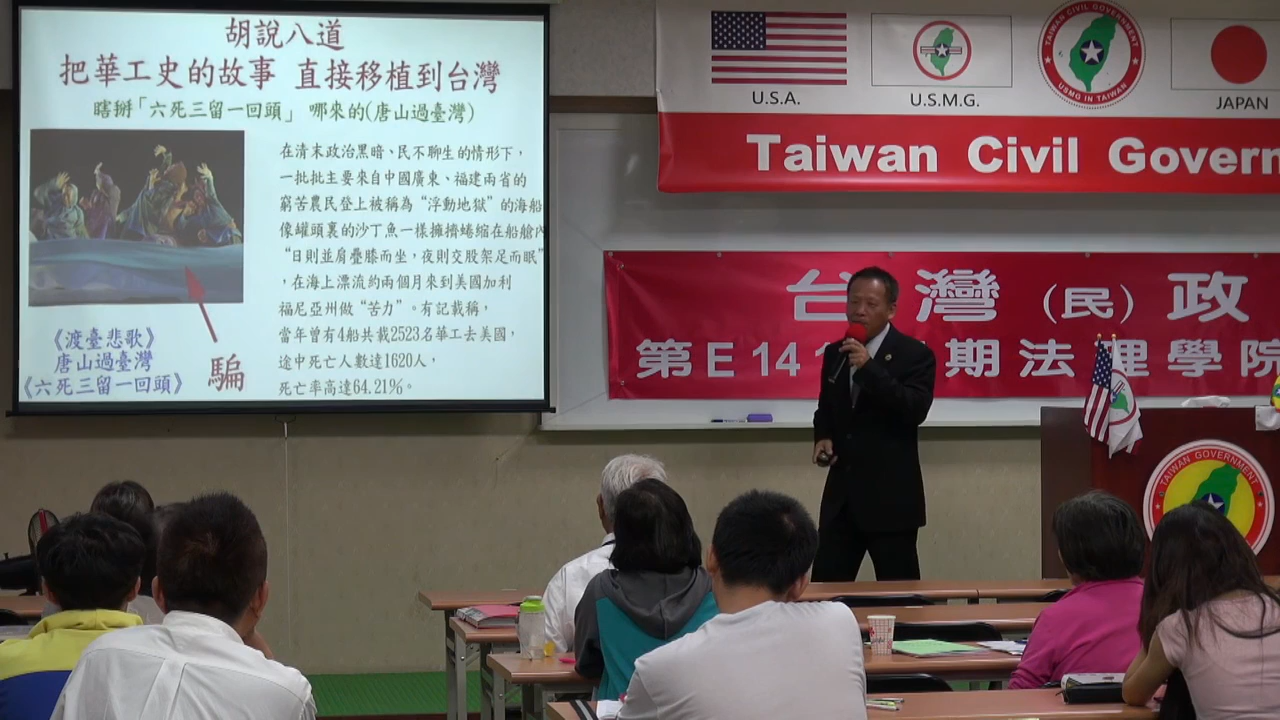 胡說八道
把華工史的故事 直接移植到台灣
瞎掰「六死三留一回頭」 哪來的(唐山過臺灣)
在清末政治黑暗、民不聊生的情形下，
一批批主要來自中國廣東、福建兩省的
窮苦農民登上被稱為“浮動地獄”的海船
像罐頭裏的沙丁魚一樣擁擠蜷縮在船艙內
“日則並肩疊膝而坐，夜則交股架足而眠”
，在海上漂流約兩個月來到美國加利
福尼亞州做“苦力”。有記載稱，
當年曾有4船共載2523名華工去美國，
途中死亡人數達1620人，
死亡率高達64.21%。
《渡臺悲歌》
唐山過臺灣
《六死三留一回頭》
騙
U.S.A.
U.S.M.G.
TAIWAN CIVIL GOVERNMENT
USMG IN TAIWAN
JAPAN
Taiwan Civil Govern
台灣(民)政
第E14 期法理學院
TAIWAN GOVERNMENT